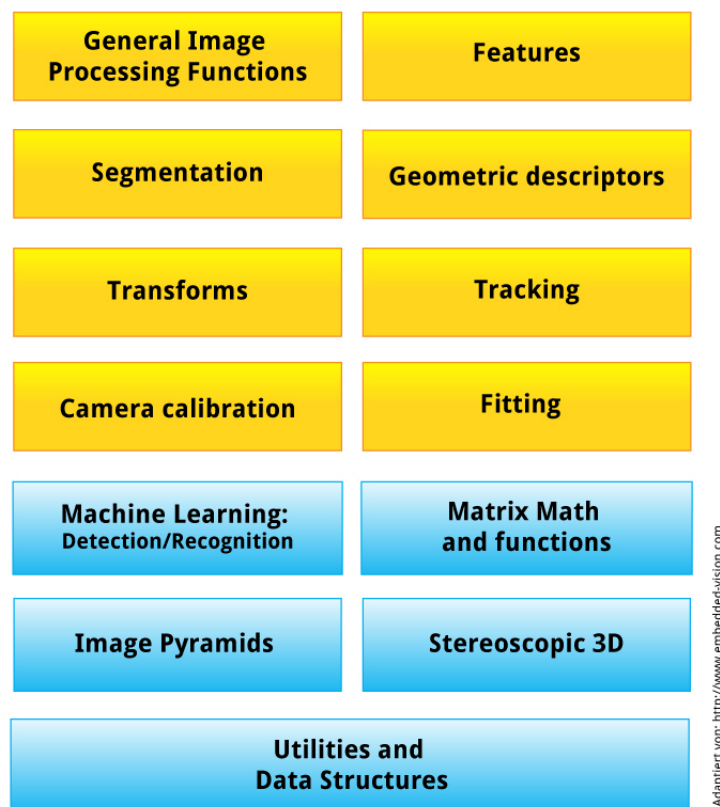 General Image
Processing Functions
Features
Segmentation
Geometric descriptors
Transforms
Tracking
Camera calibration
Fitting
Machine Learning:
Detection/Recognition
Matrix Math
and functions
Image Pyramids
Stereoscopic 3D
Utilities and
Data Structures
Adaptiert von: http://www.embedded-vision.com